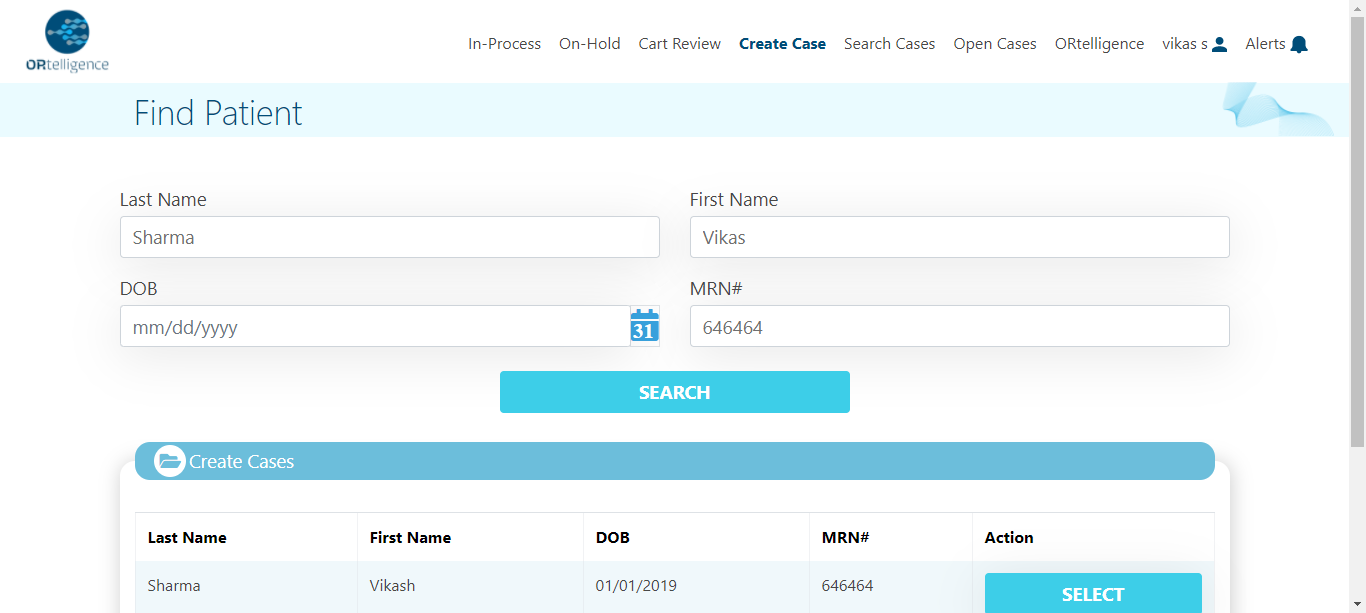 ORtelligence
In-Process On-Hold Cart Review Create Case Search Cases Open Cases ORtelligence vikas s Alerts
Find Patient
Last Name First Name
Sharma Vikas
DOB MRN#
mm/dd/yyyy 31 646464
SEARCH
Create Cases
Last Name First Name DOB MRN# Action
Sharma Vikash 01/01/2019 646464 SELECT